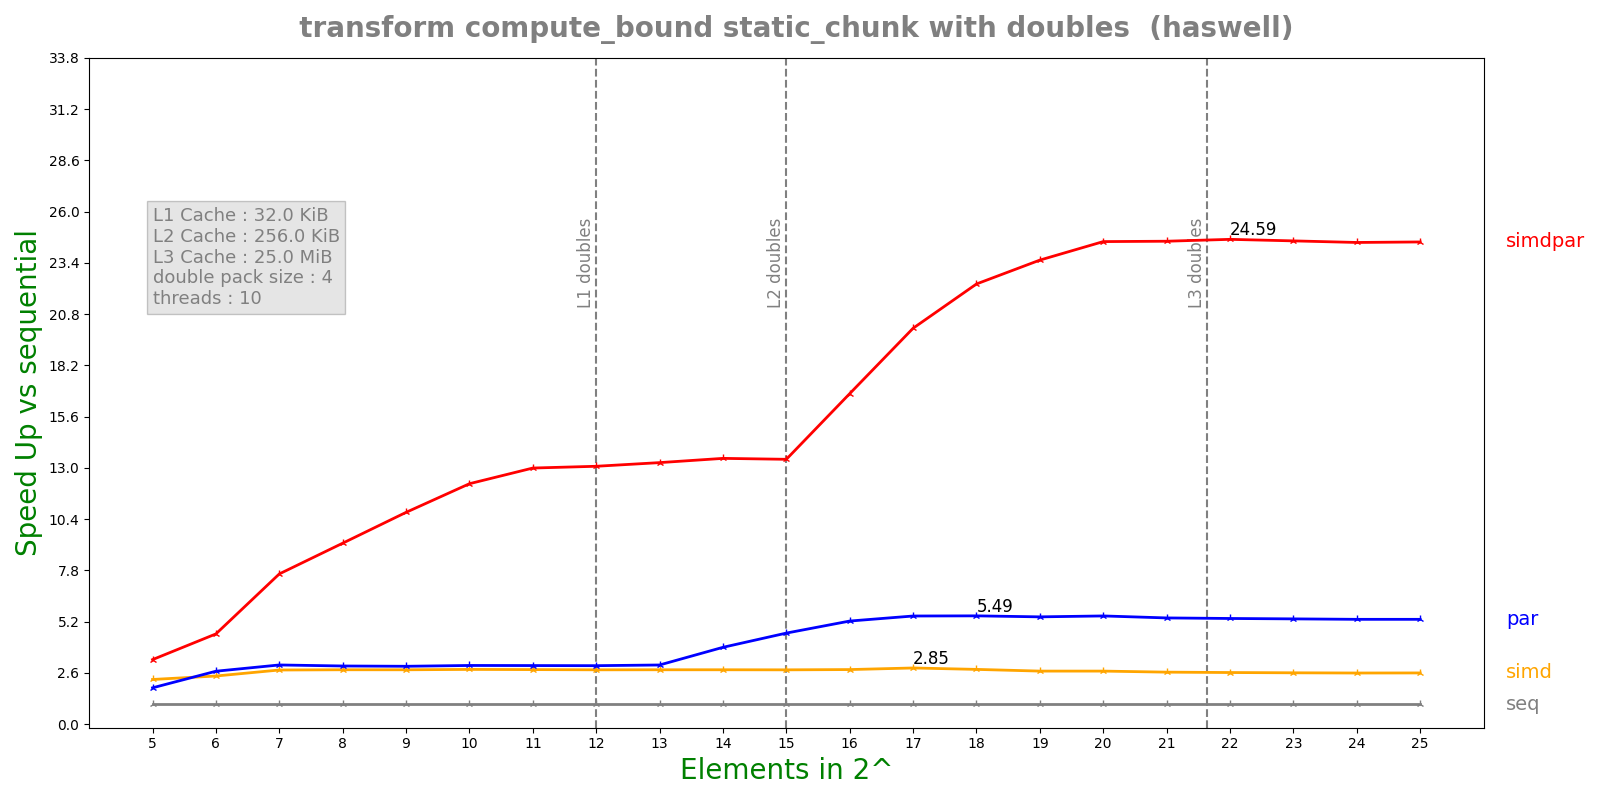 transform compute_bound static_chunk with doubles  (haswell)
Speed Up vs sequential
33.8
31.2
28.6
26.0
23.4
20.8
18.2
15.6
13.0
10.4
7.8
5.2
2.6
0.0
L1 Cache : 32.0 KiB
L2 Cache : 256.0 KiB
L3 Cache : 25.0 MiB
double pack size : 4
threads : 10
L1 doubles
L2 doubles
L3 doubles
24.59
5.49
2.85
simdpar
par
simd
seq
5 6 7 8 9 10 11 12 13 14 15 16 17 18 19 20 21 22 23 24 25
Elements in 2^